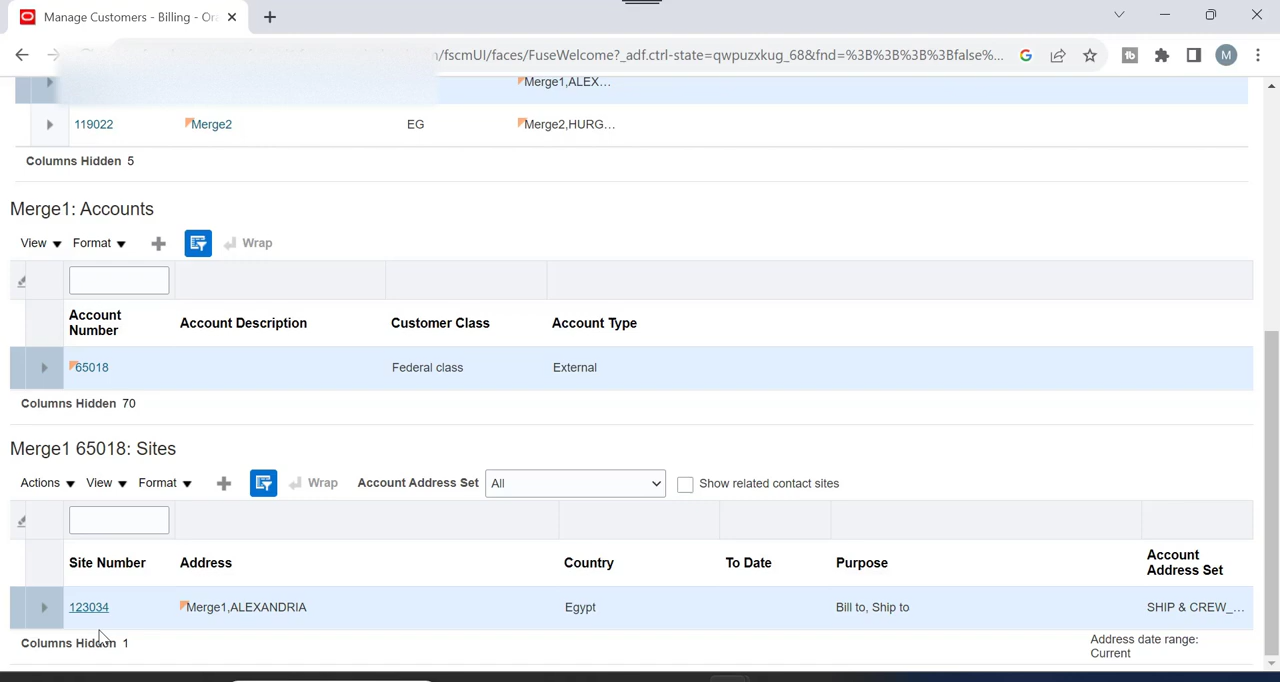 Manage Customers - Billing - Ora
/fscmUI/faces/FuseWelcome?_adf.ctrl-state=qwpuzxkug_68&fnd=%3B%3B%3B%3Bfalse%...
M
Merge1,ALEX...
119022 Merge2 EG Merge2,HURG...
Columns Hidden 5
Merge1: Accounts
View Format Wrap
Account Number Account Description Customer Class Account Type
65018 Federal class External
Columns Hidden 70
Merge1 65018: Sites
Actions View Format Wrap Account Address Set All Show related contact sites
Site Number Address Country To Date Purpose Account Address Set
123034 Merge1,ALEXANDRIA Egypt Bill to, Ship to SHIP & CREW_...
Columns Hidden 1 Address date range: Current